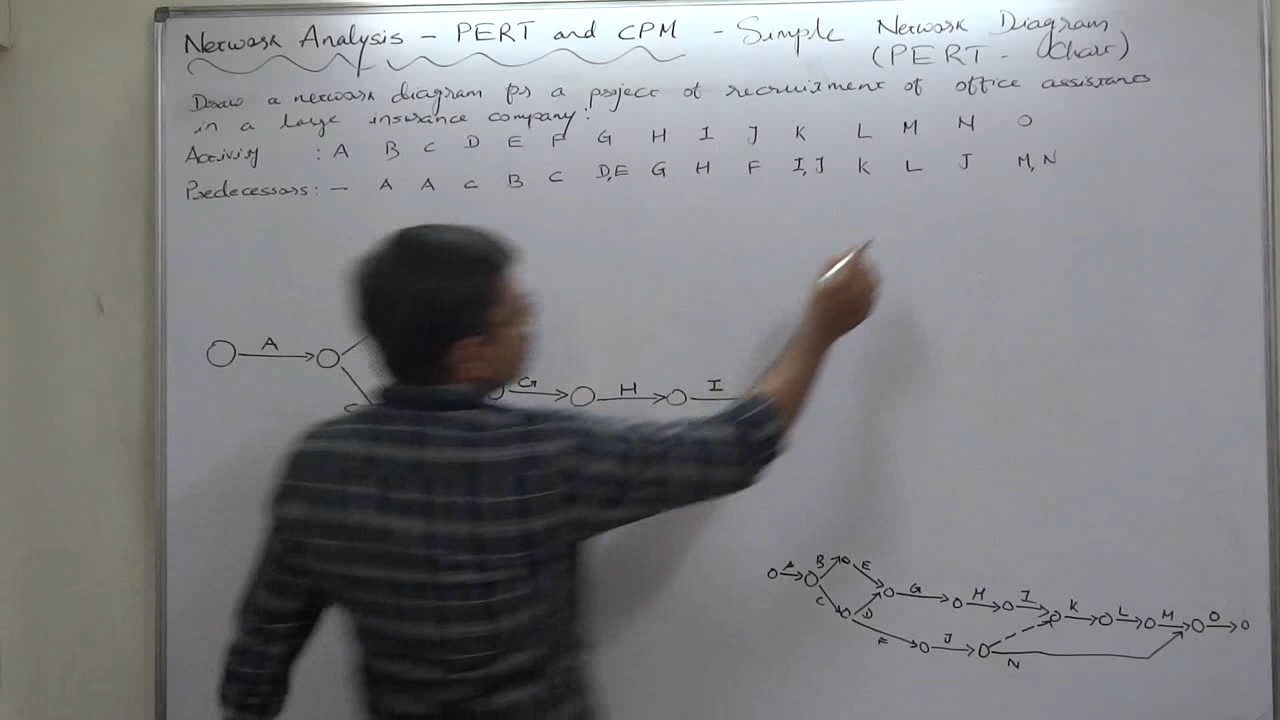 Network Analysis - PERT and CPM - Simple Network Diagram
(PERT - Chart)
Draw a network diagram for a project of recruitment of office assistants
in a large insurance company:
Activity : A B C D E F G H I J K L M N O
Predecessors: - A A C B C D,E G H F I,J K L J M,N
A
C
G H I
A B E G H I K L M O
C D
F J N